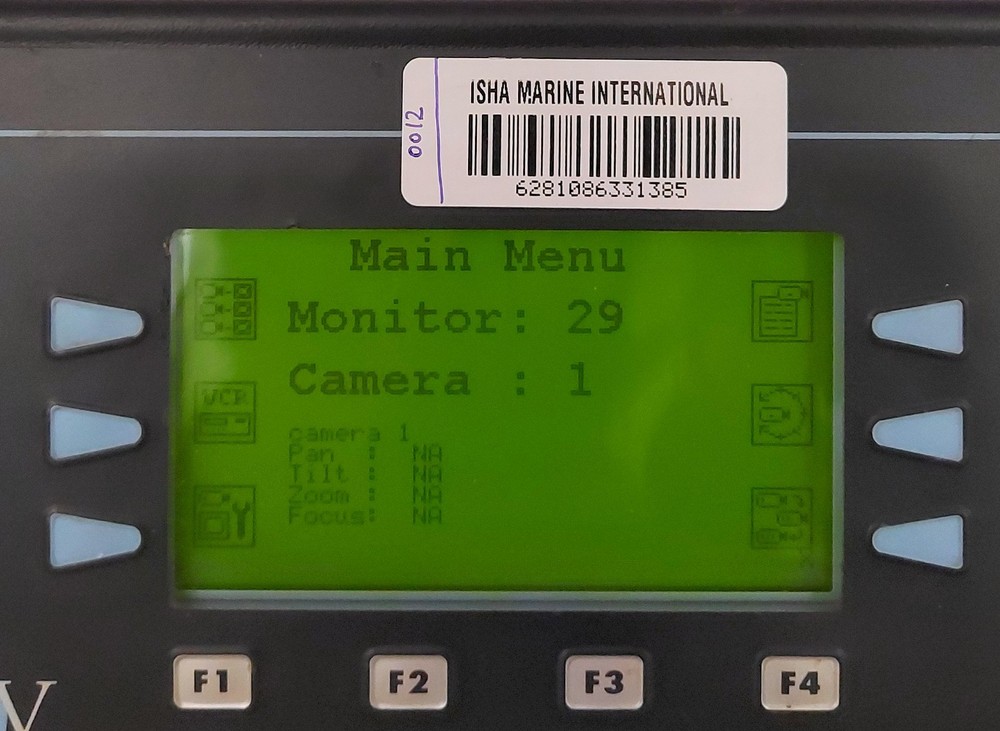 ISHA MARINE INTERNATIONAL
0012
6281086331385
Main Menu
Monitor: 29
Camera : 1
VCR
camera 1
Pan : NA
Tilt : NA
Zoom : NA
Focus: NA
F1 F2 F3 F4
V